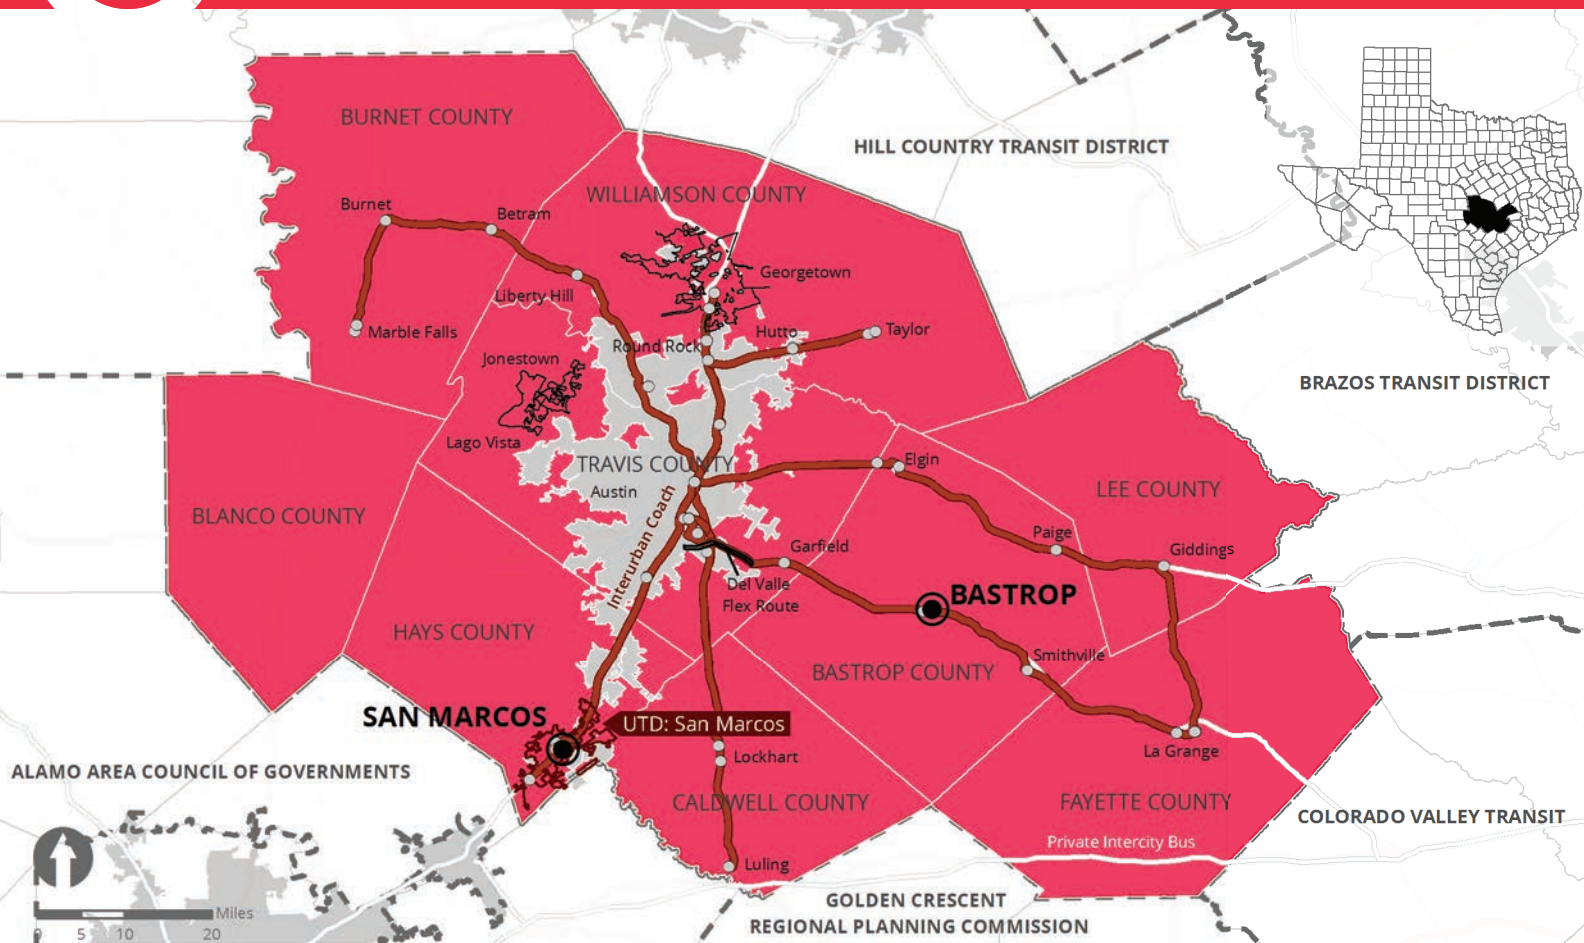 BURNET COUNTY
HILL COUNTRY TRANSIT DISTRICT
WILLIAMSON COUNTY
Burnet
Betram
Georgetown
Liberty Hill
Marble Falls
Hutto
Taylor
Round Rock
Jonestown
BRAZOS TRANSIT DISTRICT
Lago Vista
TRAVIS COUNTY
Elgin
Austin
LEE COUNTY
BLANCO COUNTY
Interurban Coach
Paige
Garfield
Giddings
Del Valle
Flex Route
BASTROP
HAYS COUNTY
Smithville
BASTROP COUNTY
SAN MARCOS
UTD: San Marcos
Lockhart
La Grange
ALAMO AREA COUNCIL OF GOVERNMENTS
CALDWELL COUNTY
FAYETTE COUNTY
COLORADO VALLEY TRANSIT
Private Intercity Bus
Luling
GOLDEN CRESCENT
REGIONAL PLANNING COMMISSION
Miles
0 5 10 20